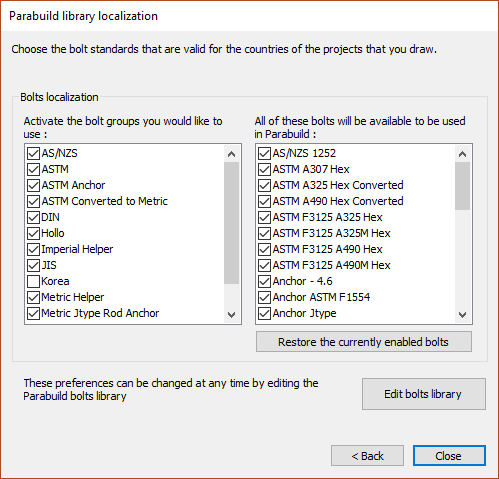 Parabuild library localization
Choose the bolt standards that are valid for the countries of the projects that you draw.
Bolts localization
Activate the bolt groups you would like to
use :
AS/NZS
ASTM
ASTM Anchor
ASTM Converted to Metric
DIN
Hollo
Imperial Helper
JIS
Korea
Metric Helper
Metric Jtype Rod Anchor
All of these bolts will be available to be used
in Parabuild :
AS/NZS 1252
ASTM A307 Hex
ASTM A325 Hex Converted
ASTM A490 Hex Converted
ASTM F3125 A325 Hex
ASTM F3125 A325M Hex
ASTM F3125 A490 Hex
ASTM F3125 A490M Hex
Anchor - 4.6
Anchor ASTM F1554
Anchor Jtype
Restore the currently enabled bolts
These preferences can be changed at any time by editing the
Parabuild bolts library
Edit bolts library
< Back
Close